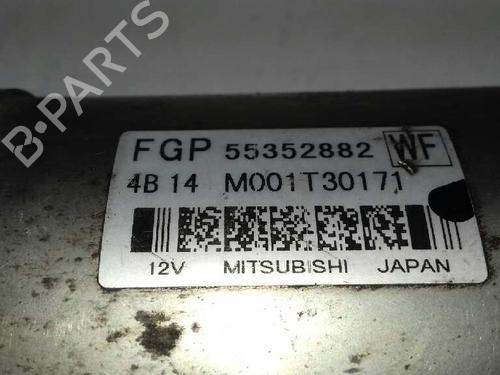 B-PARTS
FGP 55352882 WF
4B 14 M001T30171
12V MITSUBISHI JAPAN